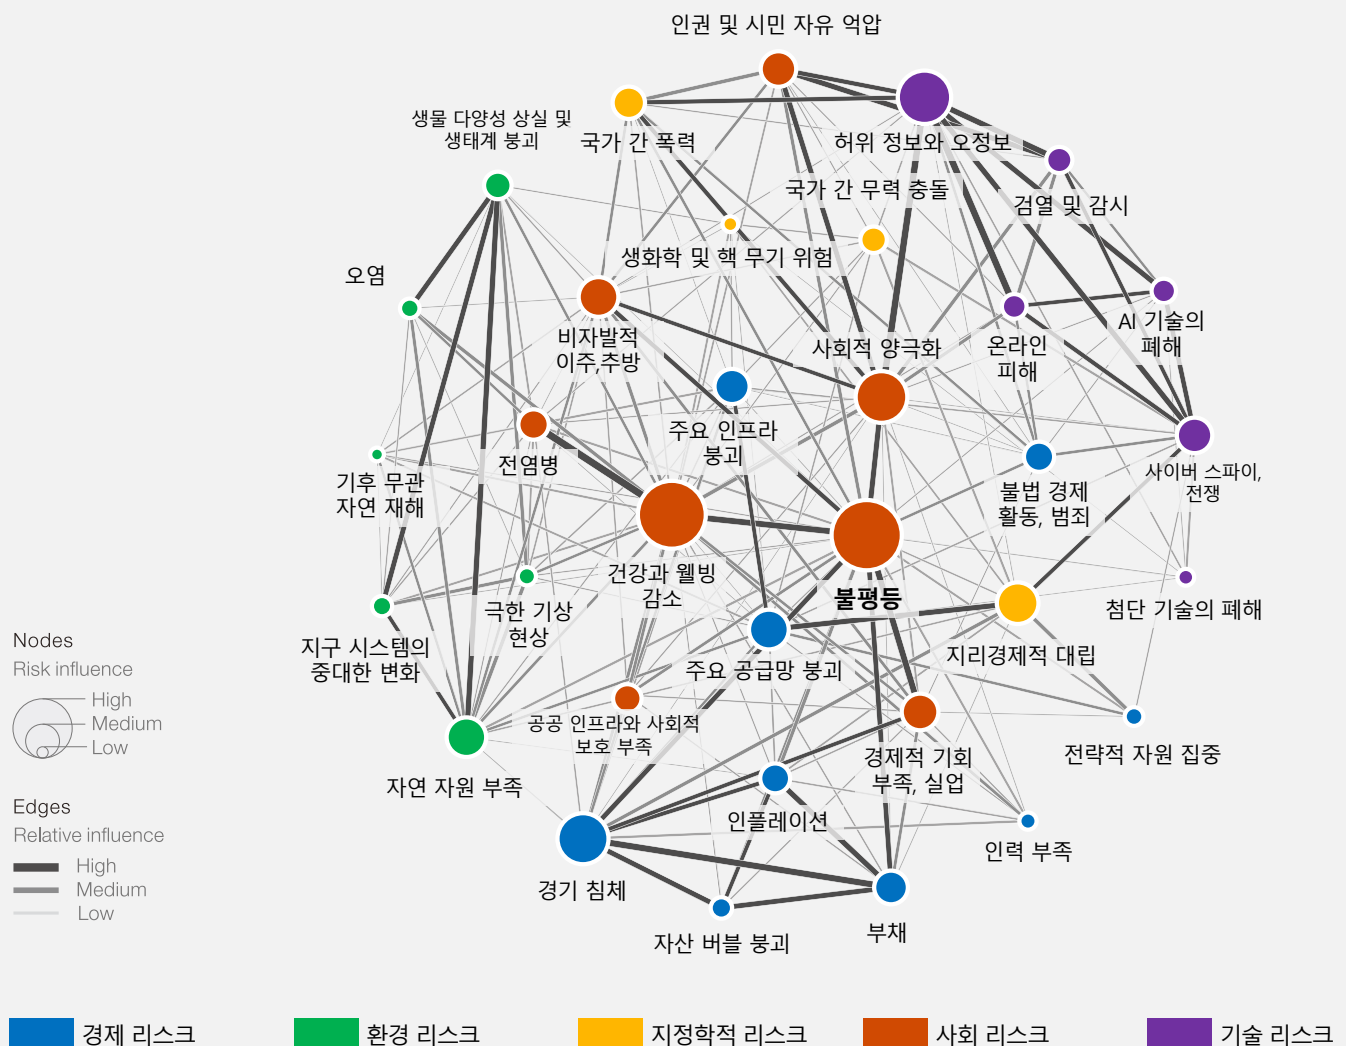 인권 및 시민 자유 억압
생물 다양성 상실 및
생태계 붕괴
국가 간 폭력
허위 정보와 오정보
국가 간 무력 충돌
검열 및 감시
생화학 및 핵 무기 위험
오염
비자발적
이주,추방
사회적 양극화
온라인
피해
AI 기술의
폐해
주요 인프라
붕괴
전염병
기후 무관
자연 재해
불법 경제
활동, 범죄
사이버 스파이,
전쟁
건강과 웰빙
감소
불평등
극한 기상
현상
첨단 기술의 폐해
지구 시스템의
중대한 변화
주요 공급망 붕괴
지리경제적 대립
공공 인프라와 사회적
보호 부족
경제적 기회
부족, 실업
전략적 자원 집중
자연 자원 부족
인플레이션
인력 부족
경기 침체
자산 버블 붕괴
부채
Nodes
Risk influence
High
Medium
Low
Edges
Relative influence
High
Medium
Low
경제 리스크
환경 리스크
지정학적 리스크
사회 리스크
기술 리스크